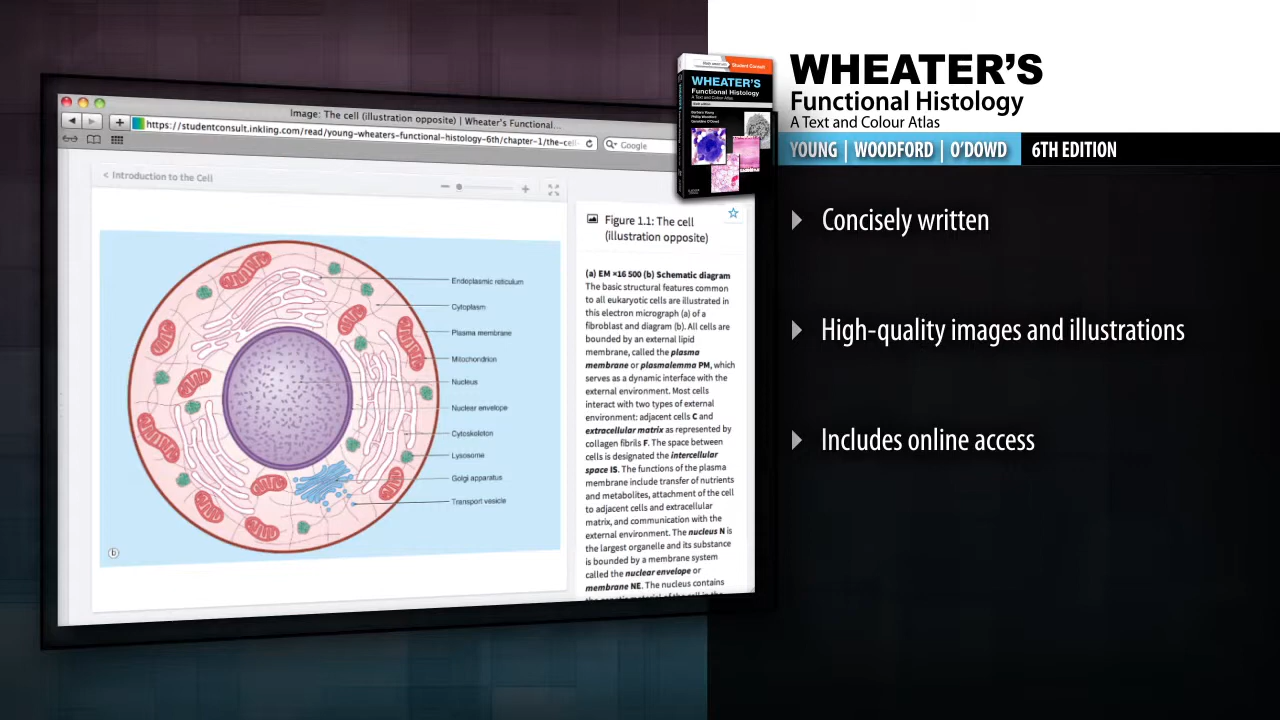 Image: The cell (illustration opposite) | Wheater's Functional...
https://studentconsult.inkling.com/read/young-wheaters-functional-histology-6th/chapter-1/the-cell-
Google
< Introduction to the Cell
Endoplasmic reticulum
Cytoplasm
Plasma membrane
Mitochondrion
Nucleus
Nuclear envelope
Cytoskeleton
Lysosome
Golgi apparatus
Transport vesicle
b
Figure 1.1: The cell
(illustration opposite)
(a) EM ×16 500 (b) Schematic diagram
The basic structural features common
to all eukaryotic cells are illustrated in
this electron micrograph (a) of a
fibroblast and diagram (b). All cells are
bounded by an external lipid
membrane, called the plasma
membrane or plasmalemma PM, which
serves as a dynamic interface with the
external environment. Most cells
interact with two types of external
environment: adjacent cells C and
extracellular matrix as represented by
collagen fibrils F. The space between
cells is designated the intercellular
space IS. The functions of the plasma
membrane include transfer of nutrients
and metabolites, attachment of the cell
to adjacent cells and extracellular
matrix, and communication with the
external environment. The nucleus N is
the largest organelle and its substance
is bounded by a membrane system
called the nuclear envelope or
membrane NE. The nucleus contains
Student Consult
WHEATER'S
Functional Histology
A Text and Colour Atlas
Barbara Young
Phillip Woodford
Geraldine O'Dowd
WHEATER'S
Functional Histology
A Text and Colour Atlas
YOUNG | WOODFORD | O'DOWD 6TH EDITION
Concisely written
High-quality images and illustrations
Includes online access